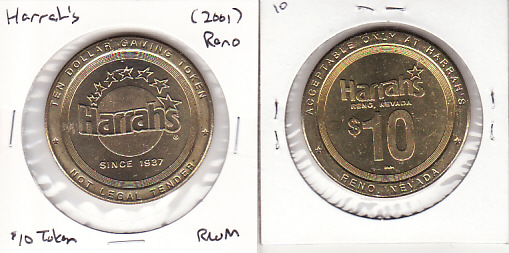 Harrah's (2001)
Reno
TEN DOLLAR GAMING TOKEN
Harrah's
SINCE 1937
NOT LEGAL TENDER
$10 Token RWM
10
ACCEPTABLE ONLY AT HARRAH'S
Harrah's
RENO, NEVADA
$10
RENO, NEVADA